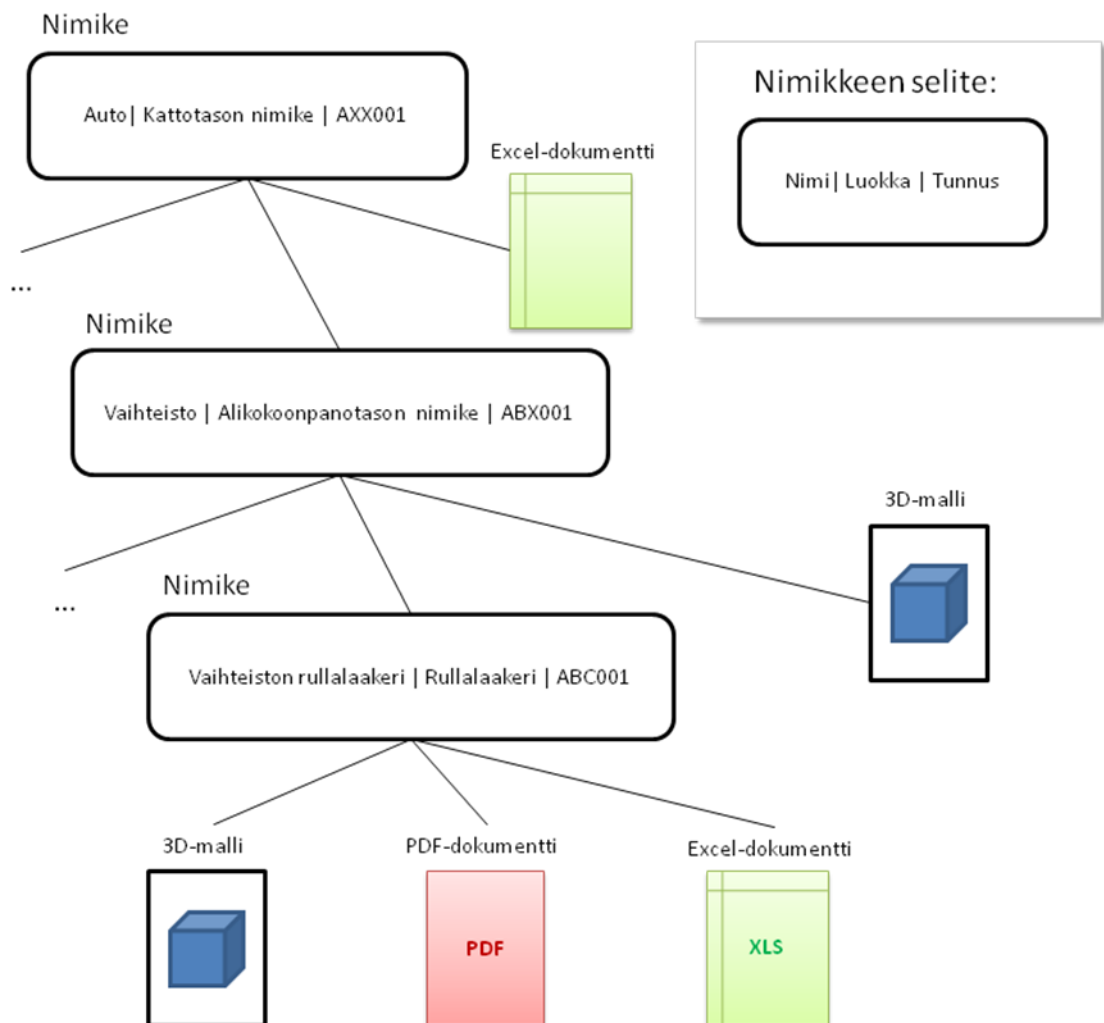 Nimike
Auto| Kattotason nimike | AXX001
Nimikkeen selite:
Nimi| Luokka | Tunnus
Excel-dokumentti
...
Nimike
Vaihteisto | Alikokoonpanotason nimike | ABX001
3D-malli
...
Nimike
Vaihteiston rullalaakeri | Rullalaakeri | ABC001
3D-malli
PDF-dokumentti
Excel-dokumentti
PDF
XLS